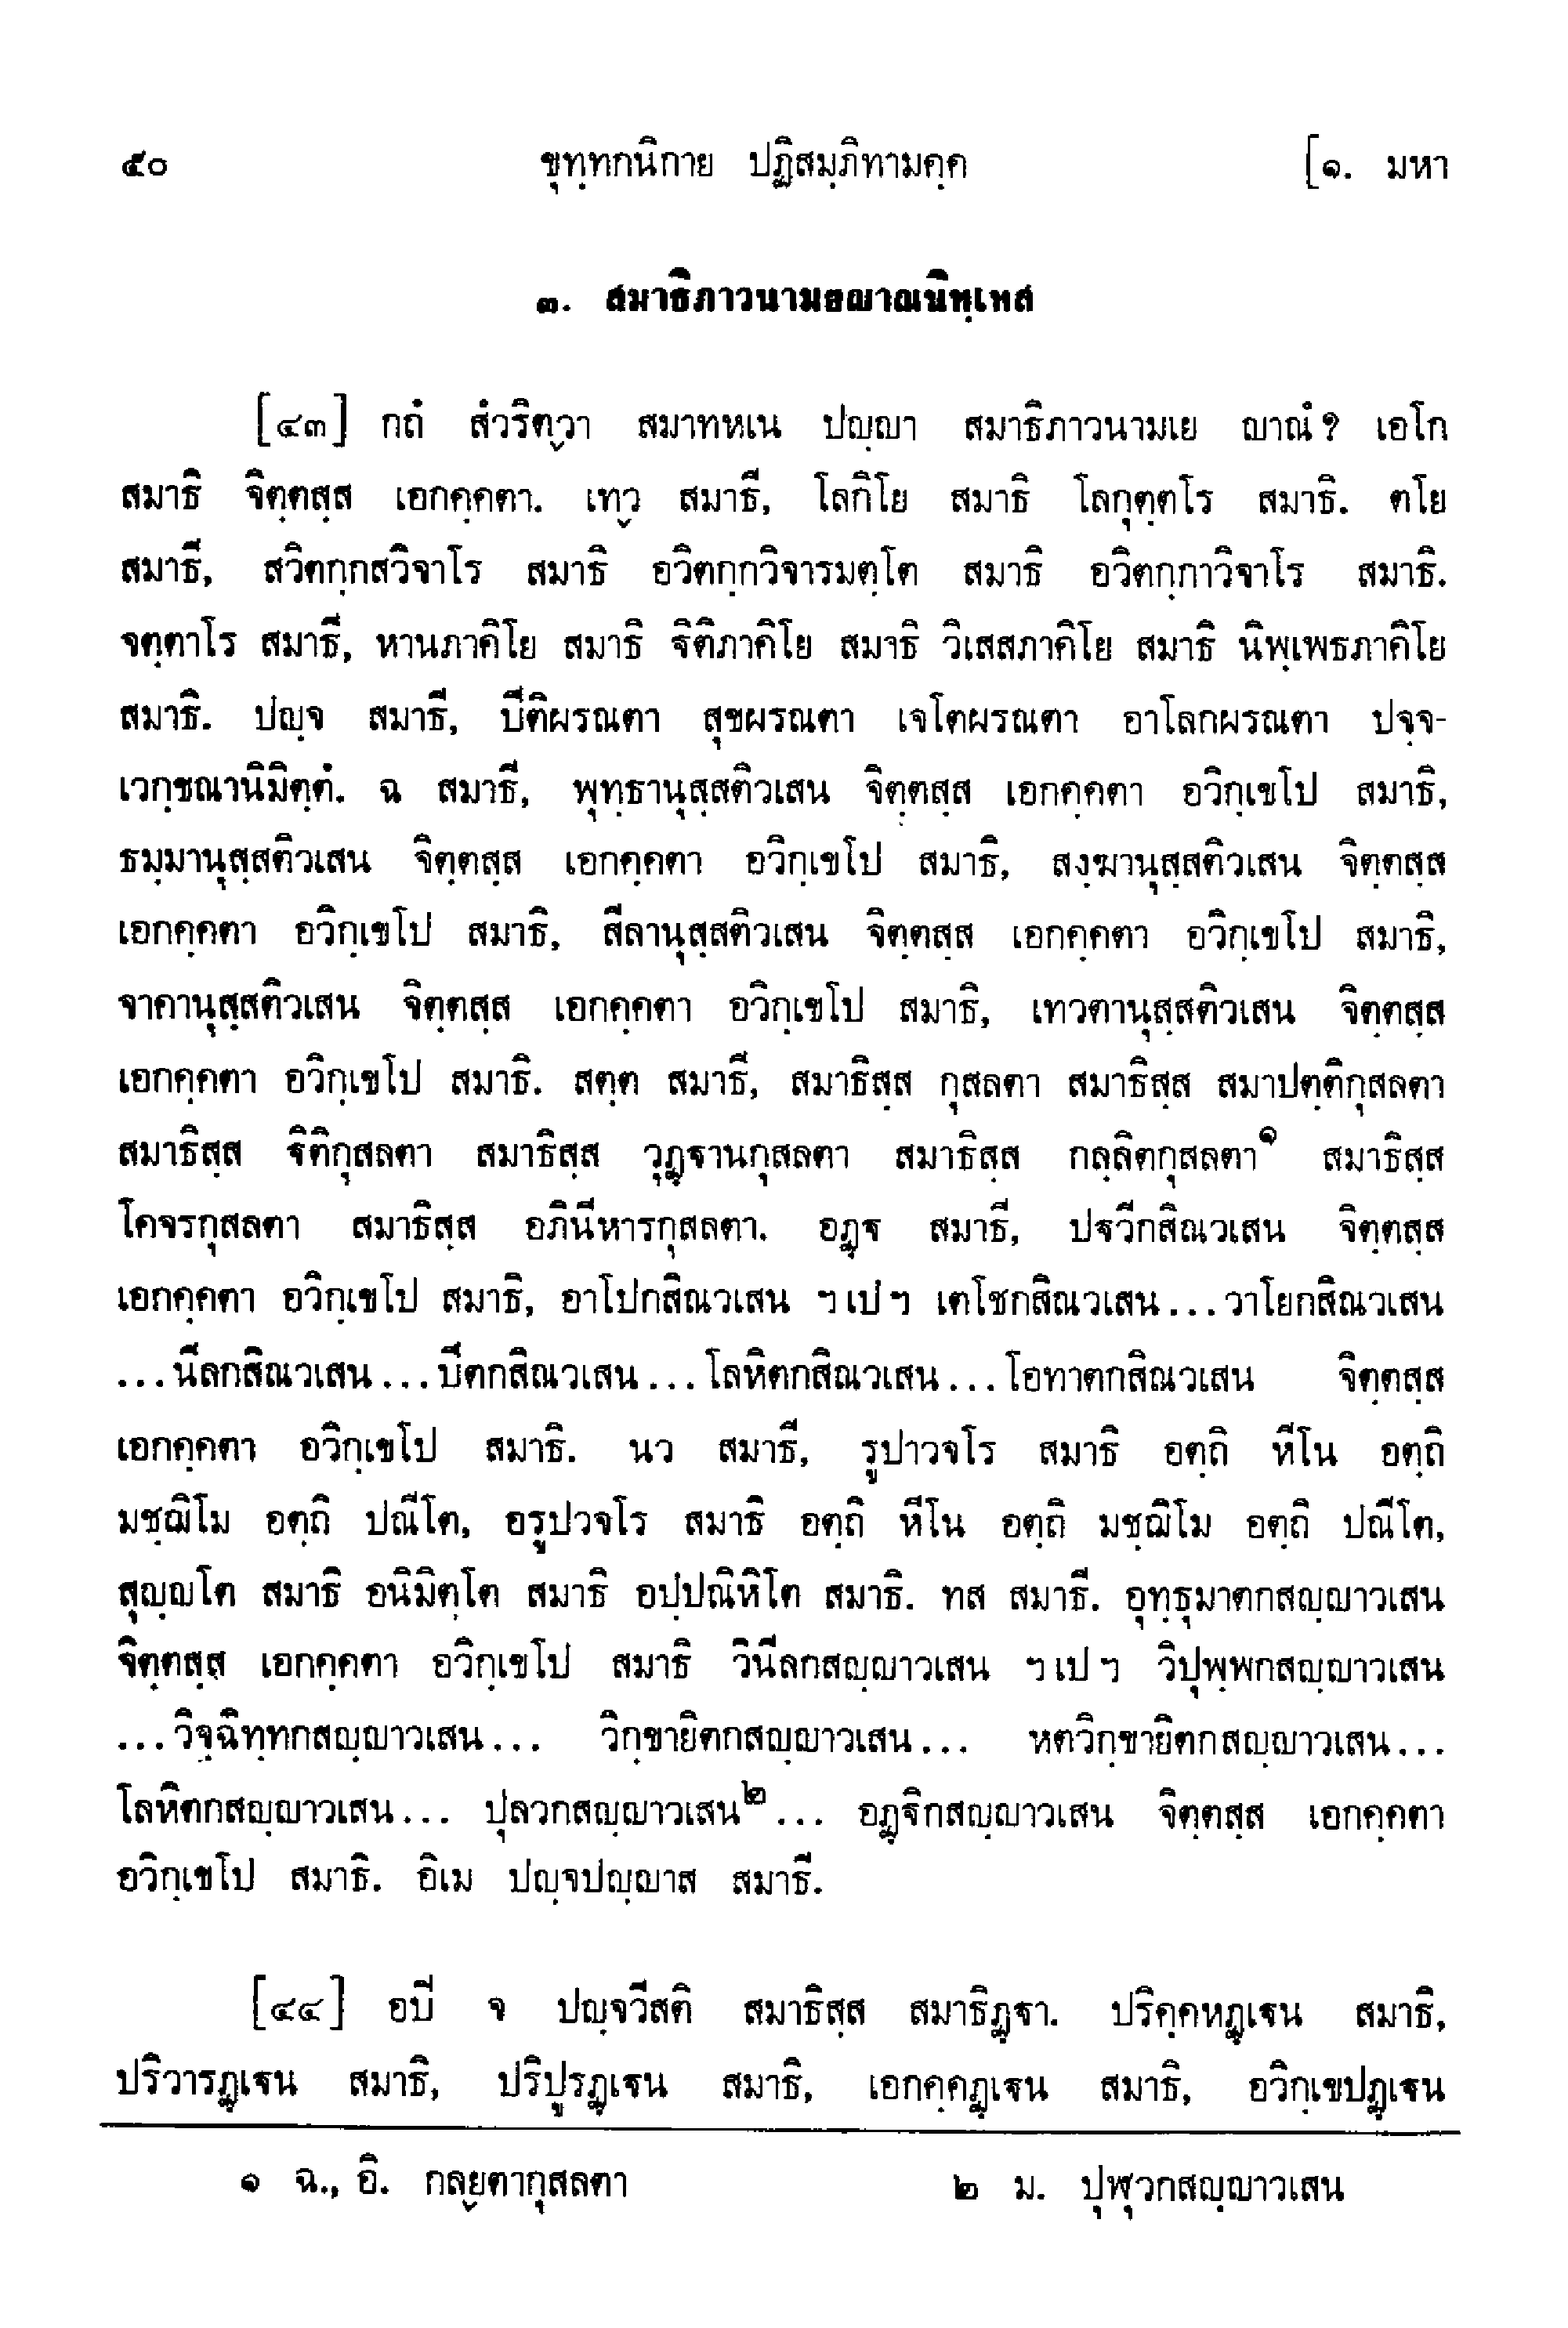 ๕๐ ขุทฺทกนิกาย ปฏิสมฺภิทามคฺค [๑. มหา
๓. สมาธิภาวนามยญาณนิทฺเทส
[๔๓] กถํ สํวริตฺวา สมาทหเน ปญฺญา สมาธิภาวนามเย ญาณํ? เอโก
สมาธิ จิตฺตสฺส เอกคฺคตา. เทฺว สมาธี, โลกิโย สมาธิ โลกุตฺตโร สมาธิ. ตโย
สมาธี, สวิตกฺกสวิจาโร สมาธิ อวิตกฺกวิจารมตฺโต สมาธิ อวิตกฺกาวิจาโร สมาธิ.
จตฺตาโร สมาธี, หานภาคิโย สมาธิ ฐิติภาคิโย สมาธิ วิเสสภาคิโย สมาธิ นิพฺเพธภาคิโย
สมาธิ. ปญฺจ สมาธี, ปีติผรณตา สุขผรณตา เจโตผรณตา อาโลกผรณตา ปจฺจ-
เวกฺขณานิมิตฺตํ. ฉ สมาธี, พุทฺธานุสฺสติวเสน จิตฺตสฺส เอกคฺคตา อวิกฺเขโป สมาธิ,
ธมฺมานุสฺสติวเสน จิตฺตสฺส เอกคฺคตา อวิกฺเขโป สมาธิ, สงฺฆานุสฺสติวเสน จิตฺตสฺส
เอกคฺคตา อวิกฺเขโป สมาธิ, สีลานุสฺสติวเสน จิตฺตสฺส เอกคฺคตา อวิกฺเขโป สมาธิ,
จาคานุสฺสติวเสน จิตฺตสฺส เอกคฺคตา อวิกฺเขโป สมาธิ, เทวตานุสฺสติวเสน จิตฺตสฺส
เอกคฺคตา อวิกฺเขโป สมาธิ. สตฺต สมาธี, สมาธิสฺส กุสลตา สมาธิสฺส สมาปตฺติกุสลตา
สมาธิสฺส ฐิติกุสลตา สมาธิสฺส วุฏฺฐานกุสลตา สมาธิสฺส กลฺลิตกุสลตา๑ สมาธิสฺส
โคจรกุสลตา สมาธิสฺส อภินีหารกุสลตา. อฏฺฐ สมาธี, ปฐวีกสิณวเสน จิตฺตสฺส
เอกคฺคตา อวิกฺเขโป สมาธิ, อาโปกสิณวเสน ฯเปฯ เตโชกสิณวเสน...วาโยกสิณวเสน
...นีลกสิณวเสน...ปีตกสิณวเสน...โลหิตกสิณวเสน...โอทาตกสิณวเสน จิตฺตสฺส
เอกคฺคตา อวิกฺเขโป สมาธิ. นว สมาธี, รูปาวจโร สมาธิ อตฺถิ หีโน อตฺถิ
มชฺฌิโม อตฺถิ ปณีโต, อรูปวจโร สมาธิ อตฺถิ หีโน อตฺถิ มชฺฌิโม อตฺถิ ปณีโต,
สุญฺญโต สมาธิ อนิมิตฺโต สมาธิ อปฺปณิหิโต สมาธิ. ทส สมาธี. อุทฺธุมาตกสญฺญาวเสน
จิตฺตสฺส เอกคฺคตา อวิกฺเขโป สมาธิ วินีลกสญฺญาวเสน ฯเปฯ วิปุพฺพกสญฺญาวเสน
...วิจฺฉิทฺทกสญฺญาวเสน... วิกฺขายิตกสญฺญาวเสน... หตวิกฺขายิตกสญฺญาวเสน...
โลหิตกสญฺญาวเสน... ปุลวกสญฺญาวเสน๒... อฏฺฐิกสญฺญาวเสน จิตฺตสฺส เอกคฺคตา
อวิกฺเขโป สมาธิ. อิเม ปญฺจปญฺญาส สมาธี.
[๔๔] อปี จ ปญฺจวีสติ สมาธิสฺส สมาธิฏฺฐา. ปริคฺคหฏฺเฐน สมาธิ,
ปริวารฏฺเฐน สมาธิ, ปริปูรฏฺเฐน สมาธิ, เอกคฺคฏฺเฐน สมาธิ, อวิกฺเขปฏฺเฐน
๑ ฉ., อิ. กลฺยตากุสลตา ๒ ม. ปุฬุวกสญฺญาวเสน